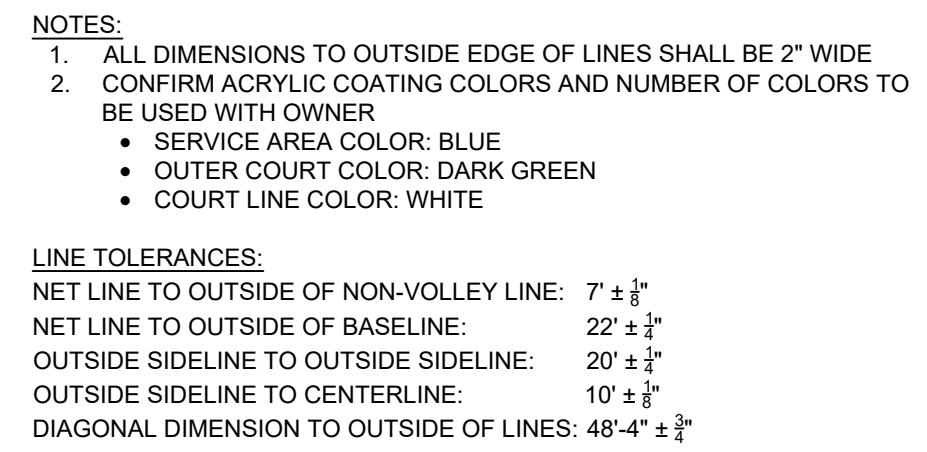 NOTES:
1. ALL DIMENSIONS TO OUTSIDE EDGE OF LINES SHALL BE 2" WIDE
2. CONFIRM ACRYLIC COATING COLORS AND NUMBER OF COLORS TO
BE USED WITH OWNER
• SERVICE AREA COLOR: BLUE
• OUTER COURT COLOR: DARK GREEN
• COURT LINE COLOR: WHITE
LINE TOLERANCES:
NET LINE TO OUTSIDE OF NON-VOLLEY LINE: 7' ± 1/8"
NET LINE TO OUTSIDE OF BASELINE: 22' ± 1/4"
OUTSIDE SIDELINE TO OUTSIDE SIDELINE: 20' ± 1/4"
OUTSIDE SIDELINE TO CENTERLINE: 10' ± 1/8"
DIAGONAL DIMENSION TO OUTSIDE OF LINES: 48'-4" ± 3/4"